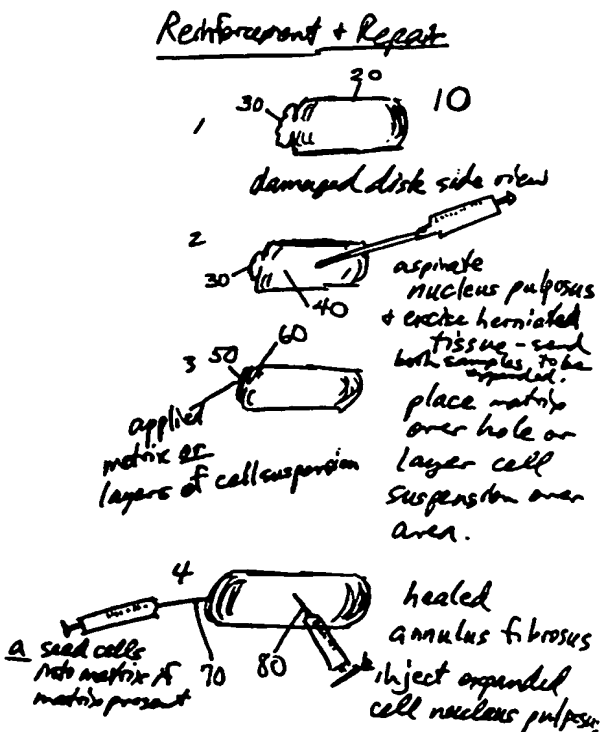 Reinforcement & Repair
20
30
10
1
damaged disk side view
2
30
40
aspirate
nucleus pulposus
& excise herniated
tissue - send
both samples to be
expanded.
place matrix
over hole or
layer cell
suspension over
area.
3
50
60
applied
matrix or
layers of cell suspension
4
70
80
a seed cells
into matrix if
matrix present
healed
annulus fibrosus
inject expanded
cell nucleus pulposus